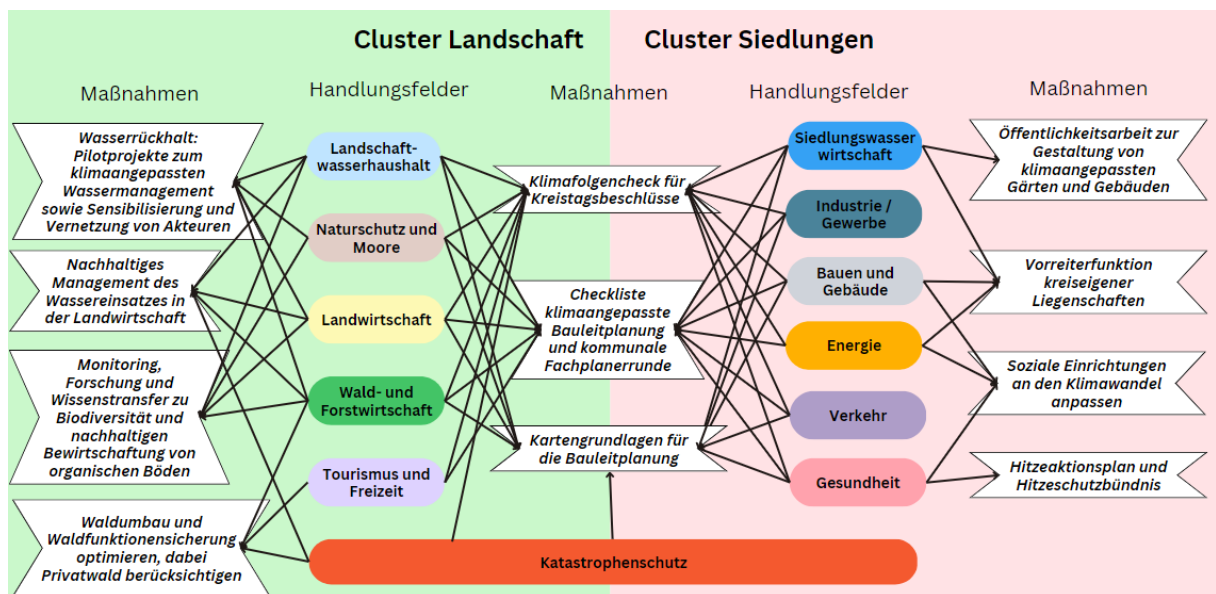 Cluster Landschaft
Cluster Siedlungen
Maßnahmen
Handlungsfelder
Maßnahmen
Handlungsfelder
Maßnahmen
Wasserrückhalt:
Pilotprojekte zum
klimaangepassten
Wassermanagement
sowie Sensibilisierung und
Vernetzung von Akteuren
Nachhaltiges
Management des
Wassereinsatzes in
der Landwirtschaft
Monitoring,
Forschung und
Wissenstransfer zu
Biodiversität und
nachhaltigen
Bewirtschaftung von
organischen Böden
Waldumbau und
Waldfunktionensicherung
optimieren, dabei
Privatwald berücksichtigen
Landschaft-
wasserhaushalt
Naturschutz und
Moore
Landwirtschaft
Wald- und
Forstwirtschaft
Tourismus und
Freizeit
Katastrophenschutz
Klimafolgencheck für
Kreistagsbeschlüsse
Checkliste
klimaangepasste
Bauleitplanung
und kommunale
Fachplanerrunde
Kartengrundlagen für
die Bauleitplanung
Siedlungswasser
wirtschaft
Industrie /
Gewerbe
Bauen und
Gebäude
Energie
Verkehr
Gesundheit
Öffentlichkeitsarbeit zur
Gestaltung von
klimaangepassten
Gärten und Gebäuden
Vorreiterfunktion
kreiseigener
Liegenschaften
Soziale Einrichtungen
an den Klimawandel
anpassen
Hitzeaktionsplan und
Hitzeschutzbündnis